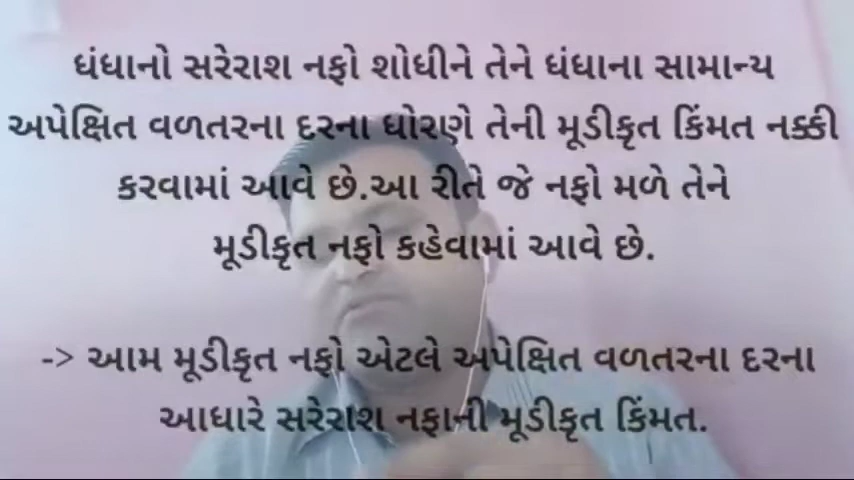 ધંધાનો સરેરાશ નફો શોધીને તેને ધંધાના સામાન્ય
અપેક્ષિત વળતરના દરના ધોરણે તેની મૂડીકૃત કિંમત નક્કી
કરવામાં આવે છે.આ રીતે જે નફો મળે તેને
મૂડીકૃત નફો કહેવામાં આવે છે.
-> આમ મૂડીકૃત નફો એટલે અપેક્ષિત વળતરના દરના
આધારે સરેરાશ નફાની મૂડીકૃત કિંમત.